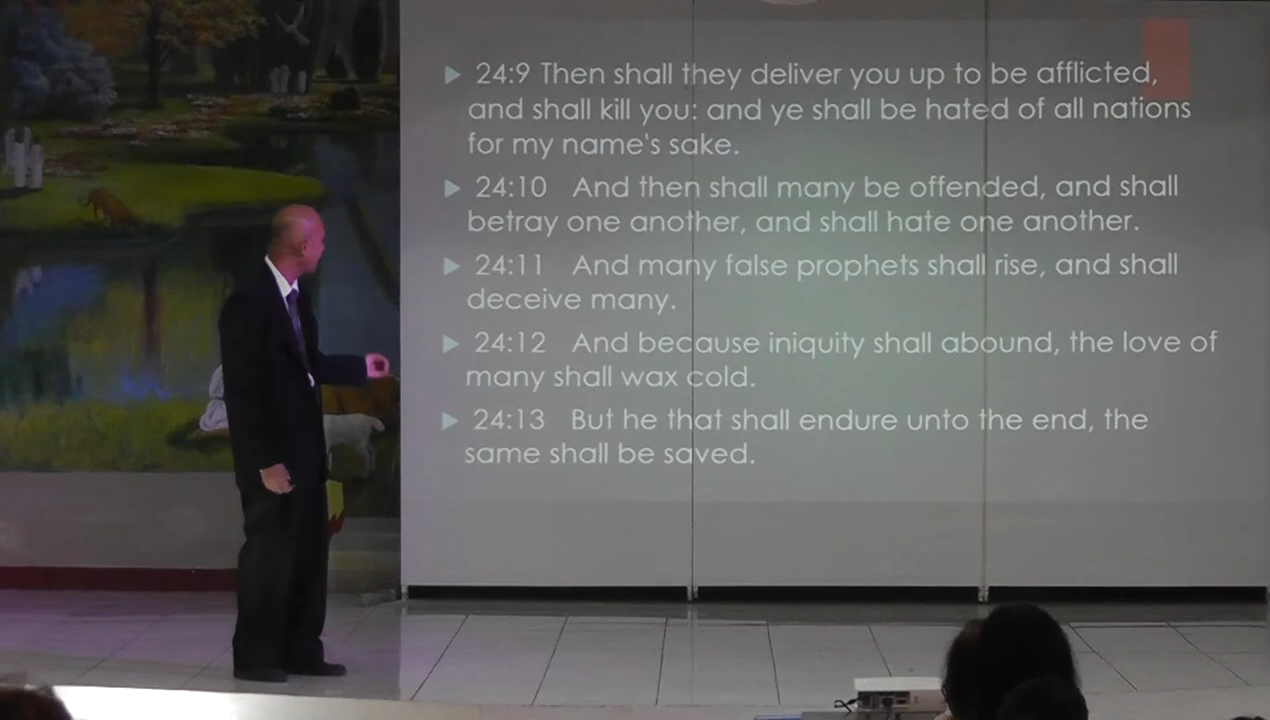 24:9 Then shall they deliver you up to be afflicted,
and shall kill you: and ye shall be hated of all nations
for my name's sake.
24:10 And then shall many be offended, and shall
betray one another, and shall hate one another.
24:11 And many false prophets shall rise, and shall
deceive many.
24:12 And because iniquity shall abound, the love of
many shall wax cold.
24:13 But he that shall endure unto the end, the
same shall be saved.